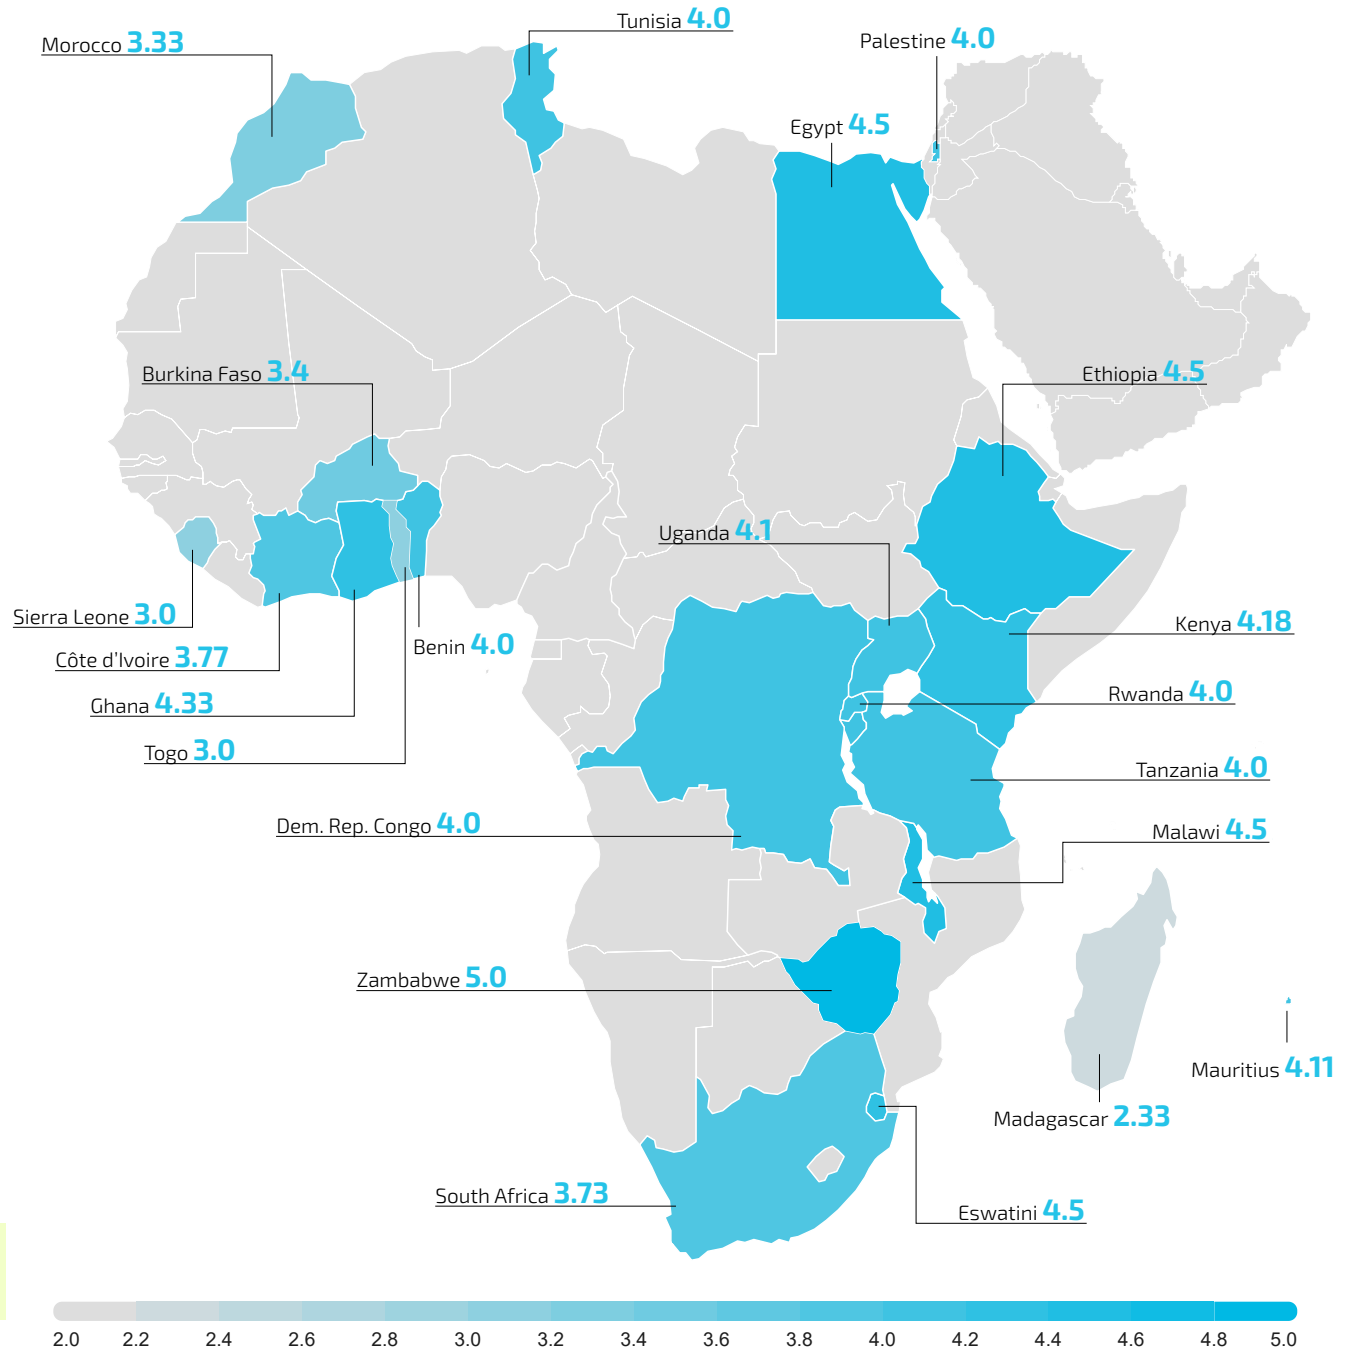 Tunisia 4.0
Morocco 3.33
Palestine 4.0
Egypt 4.5
Burkina Faso 3.4
Ethiopia 4.5
Uganda 4.1
Sierra Leone 3.0
Kenya 4.18
Benin 4.0
Côte d'Ivoire 3.77
Rwanda 4.0
Ghana 4.33
Togo 3.0
Tanzania 4.0
Dem. Rep. Congo 4.0
Malawi 4.5
Zambabwe 5.0
Mauritius 4.11
Madagascar 2.33
South Africa 3.73
Eswatini 4.5
2.0 2.2 2.4 2.6 2.8 3.0 3.2 3.4 3.6 3.8 4.0 4.2 4.4 4.6 4.8 5.0